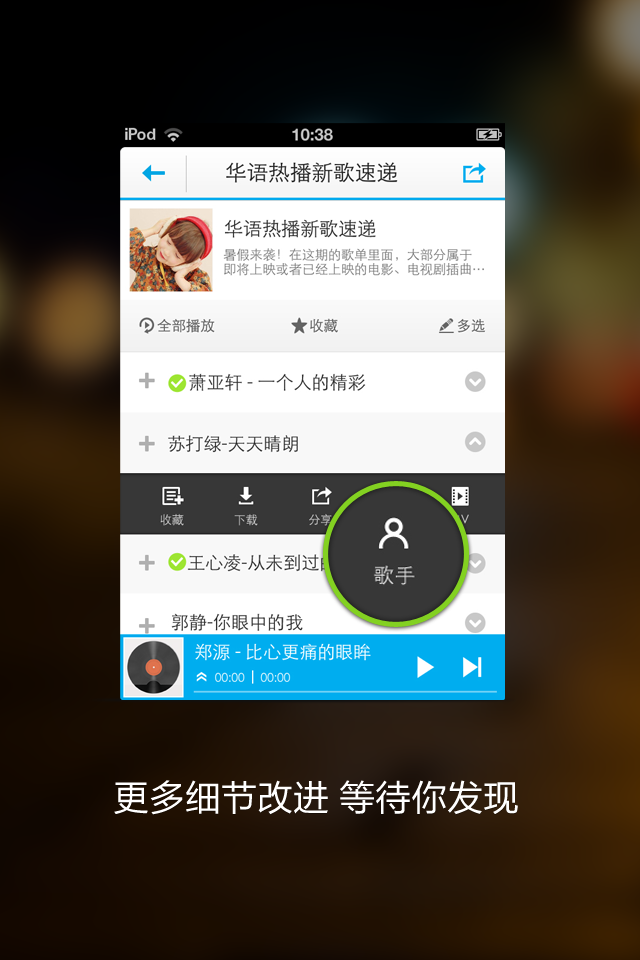 iPod
10:38
华语热播新歌速递
华语热播新歌速递
暑假来袭！在这期的歌单里面，大部分属于
即将上映或者已经上映的电影、电视剧插曲…
全部播放 收藏 多选
萧亚轩 - 一个人的精彩
苏打绿-天天晴朗
收藏 下载 分享 歌手
王心凌-从未到过
郭静-你眼中的我
郑源 - 比心更痛的眼眸
00:00 | 00:00
更多细节改进 等待你发现